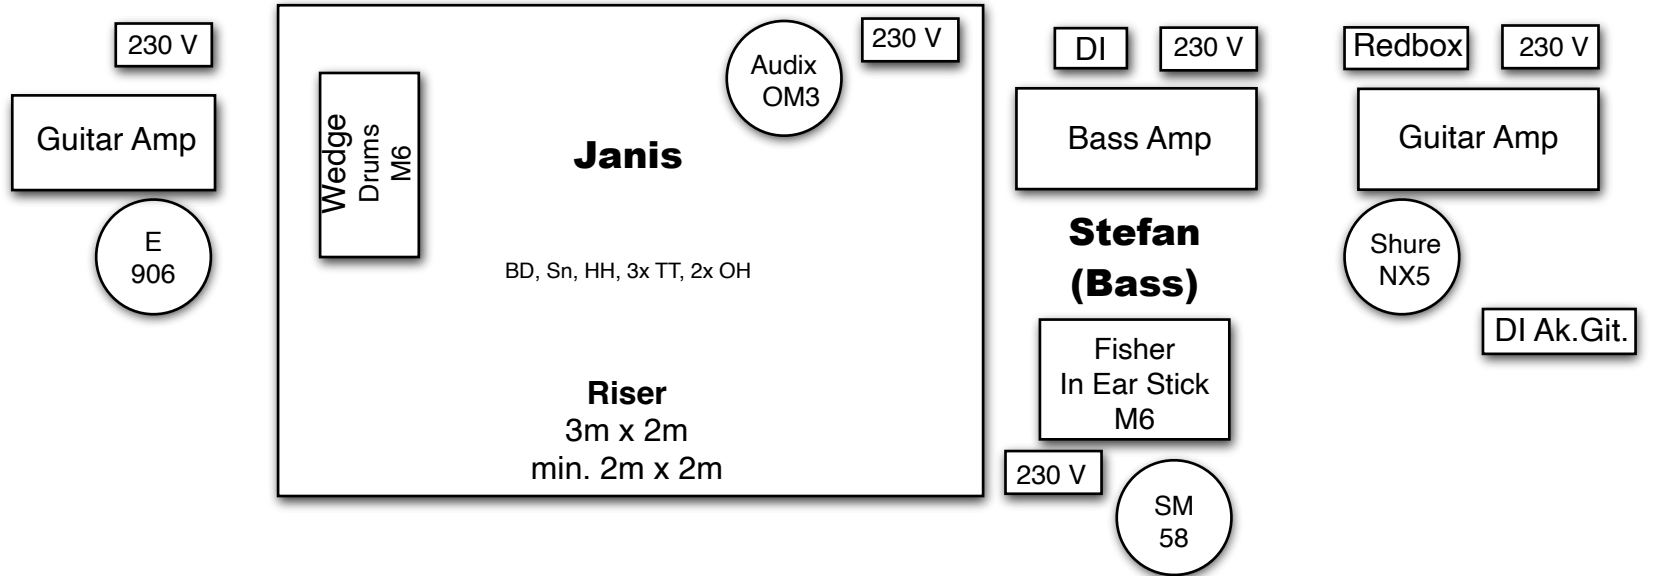 230 V
Guitar Amp
E
906
Wedge
Drums
M6
Janis
Audix
OM3
230 V
BD, Sn, HH, 3x TT, 2x OH
Riser
3m x 2m
min. 2m x 2m
DI
230 V
Bass Amp
Stefan
(Bass)
Fisher
In Ear Stick
M6
230 V
SM
58
Redbox
230 V
Guitar Amp
Shure
NX5
DI Ak.Git.